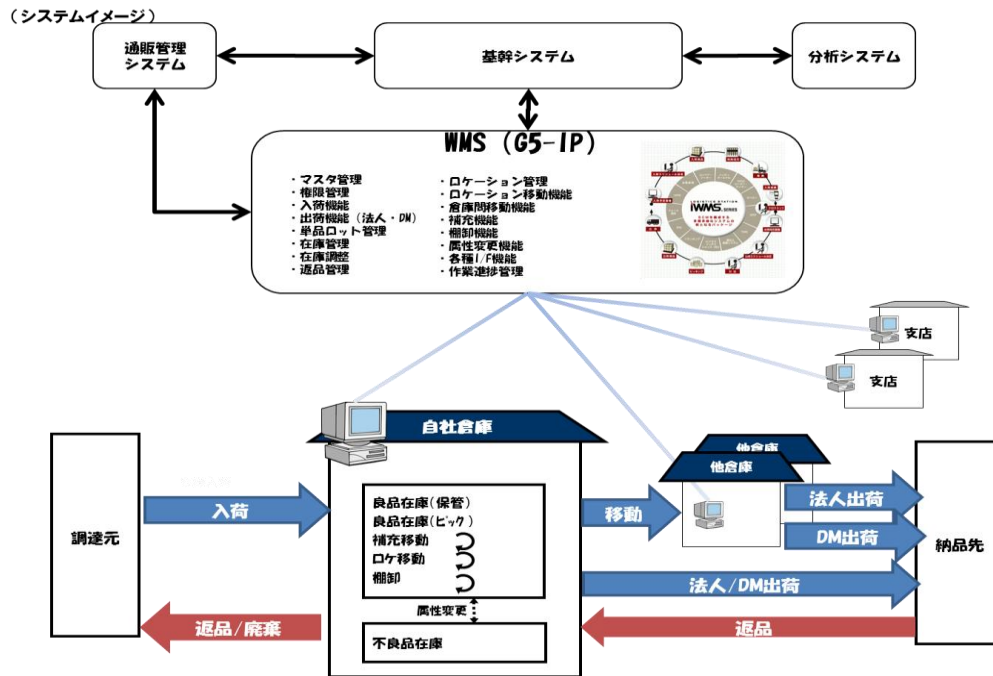 (システムイメージ)
通販管理
システム
基幹システム
分析システム
WMS (G5-IP)
・マスタ管理
・権限管理
・入荷機能
・出荷機能(法人・DM)
・単品ロット管理
・在庫管理
・在庫調整
・返品管理
・ロケーション管理
・ロケーション移動機能
・倉庫間移動機能
・補充機能
・棚卸機能
・属性変更機能
・各種I/F機能
・作業進捗管理
LOGISTICS STATION
iWMS SERIES
支店
支店
自社倉庫
他倉庫
他倉庫
調達元
入荷
良品在庫(保管)
良品在庫(ピック)
補充移動
ロケ移動
棚卸
属性変更
不良品在庫
移動
法人出荷
DM出荷
法人/DM出荷
納品先
返品/廃棄
返品